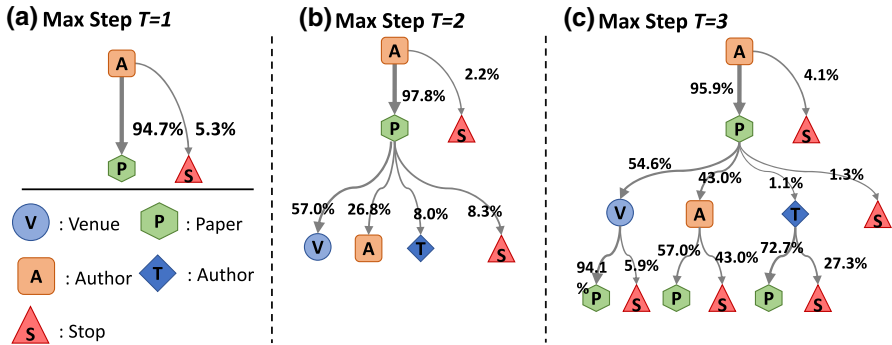 (a) Max Step T=1
A
94.7% 5.3%
P S
V : Venue P : Paper
A : Author T : Author
S : Stop
(b) Max Step T=2
A
2.2%
97.8%
P S
57.0% 26.8% 8.0% 8.3%
V A T S
(c) Max Step T=3
A
95.9% 4.1%
P S
54.6% 43.0% 1.1% 1.3%
V A T S
94.1% 5.9% 57.0% 43.0% 72.7% 27.3%
P S P S P S